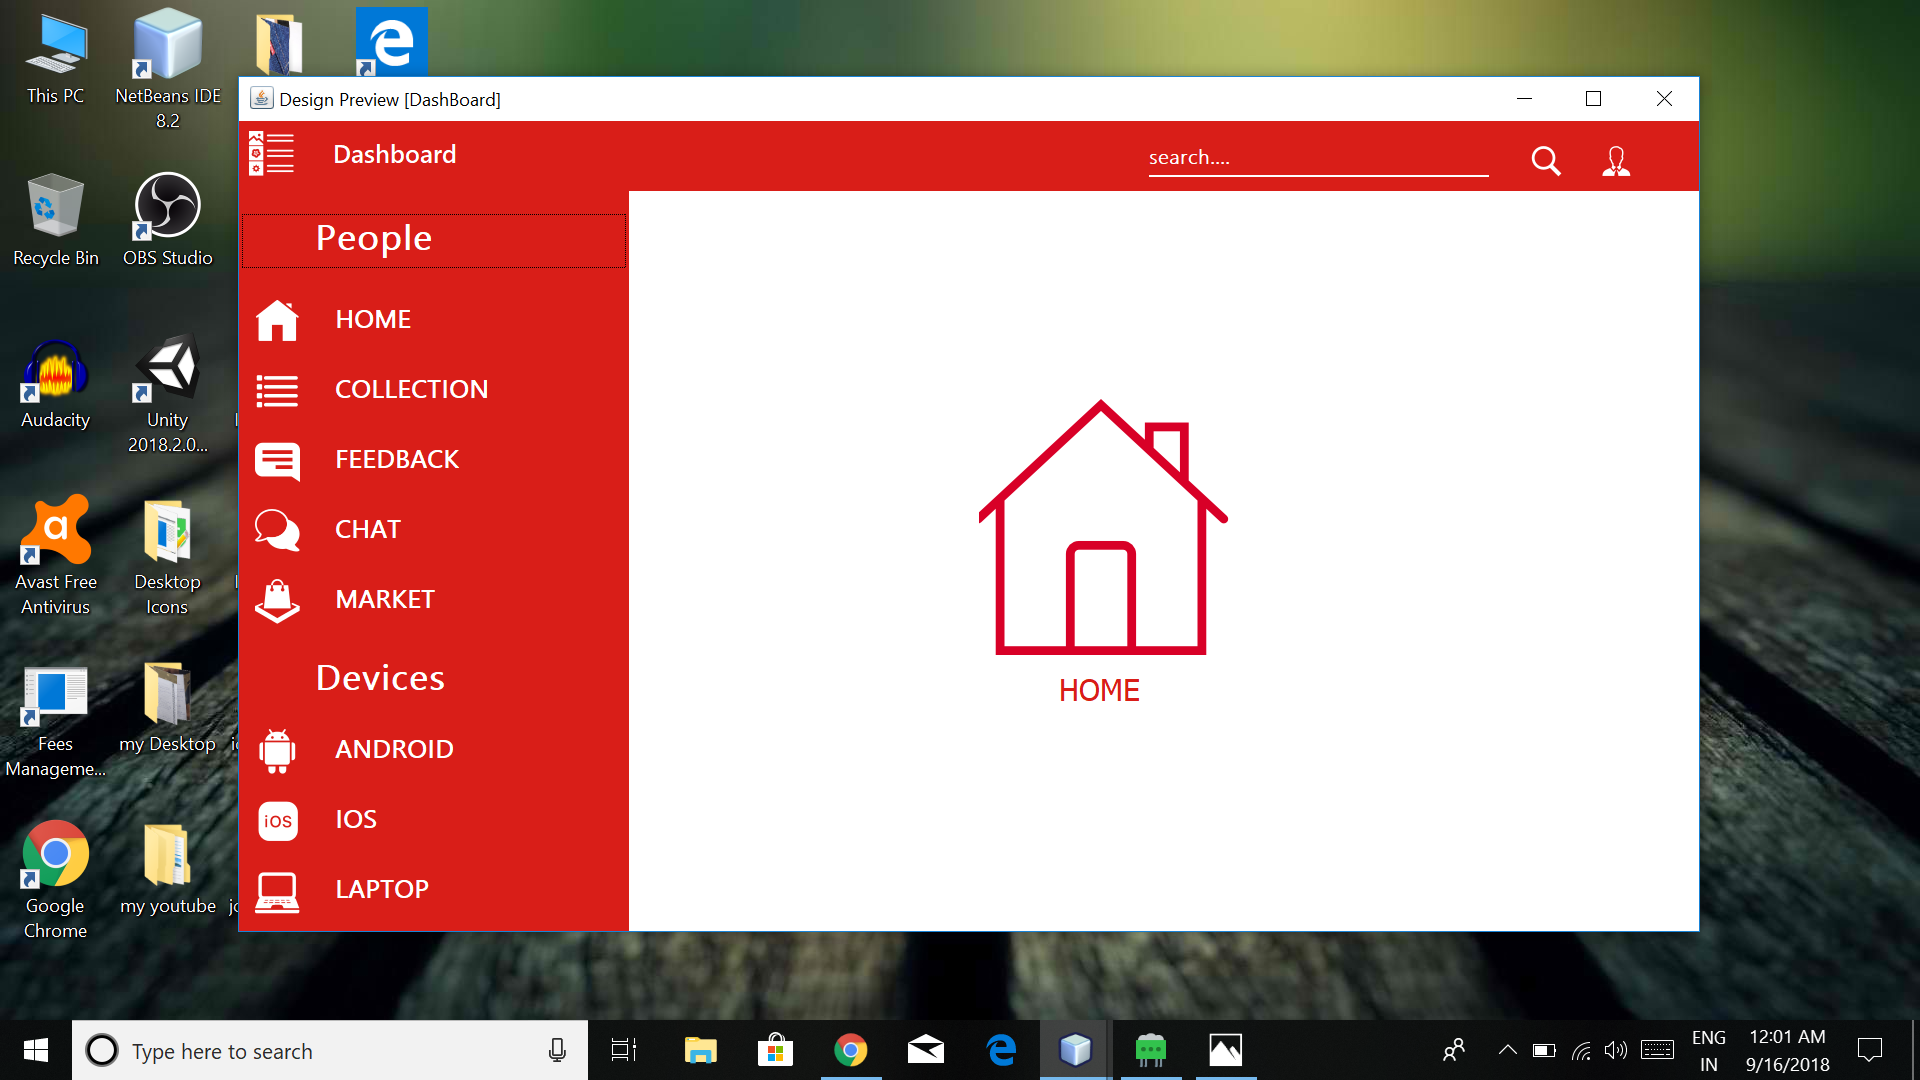 This PC
NetBeans IDE
8.2
Recycle Bin
OBS Studio
Audacity
Unity
2018.2.0...
Avast Free
Antivirus
Desktop
Icons
Fees
Manageme...
my Desktop
Google
Chrome
my youtube
Design Preview [DashBoard]
Dashboard
search....
People
HOME
COLLECTION
FEEDBACK
CHAT
MARKET
Devices
ANDROID
iOS
IOS
LAPTOP
HOME
Type here to search
ENG
IN
12:01 AM
9/16/2018